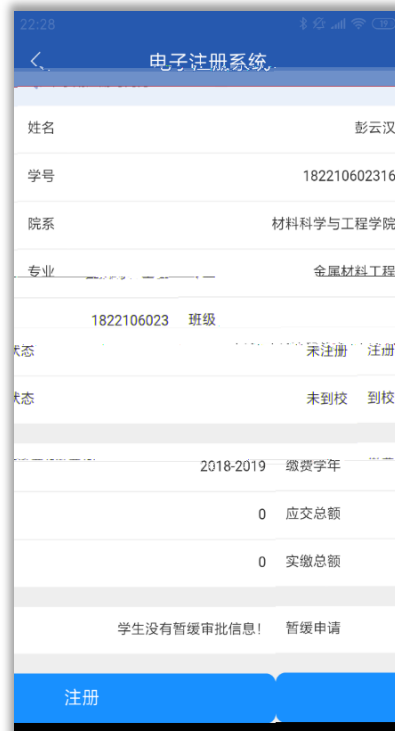 22:28
电子注册系统
姓名 彭云汉
学号 182210602316
院系 材料科学与工程学院
专业 金属材料工程
1822106023 班级
状态 未注册 注册
状态 未到校 到校
2018-2019 缴费学年
0 应交总额
0 实缴总额
学生没有暂缓审批信息! 暂缓申请
注册